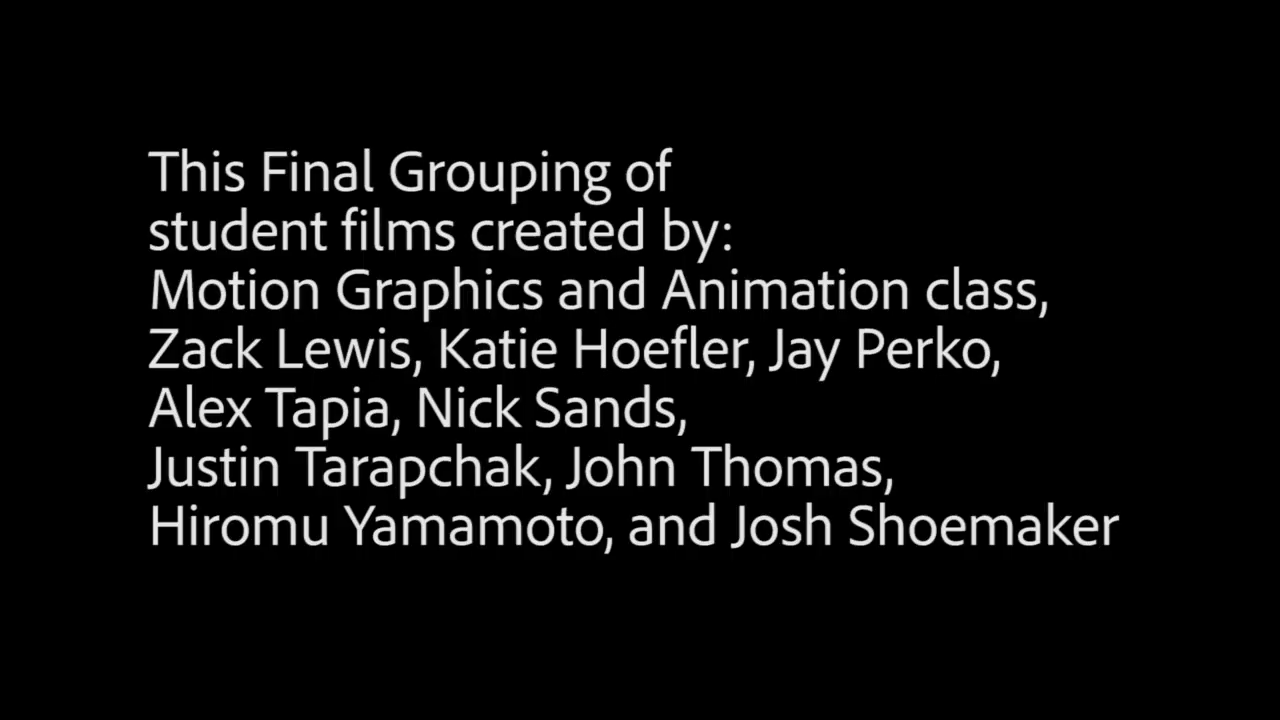 This Final Grouping of
student films created by:
Motion Graphics and Animation class,
Zack Lewis, Katie Hoefler, Jay Perko,
Alex Tapia, Nick Sands,
Justin Tarapchak, John Thomas,
Hiromu Yamamoto, and Josh Shoemaker